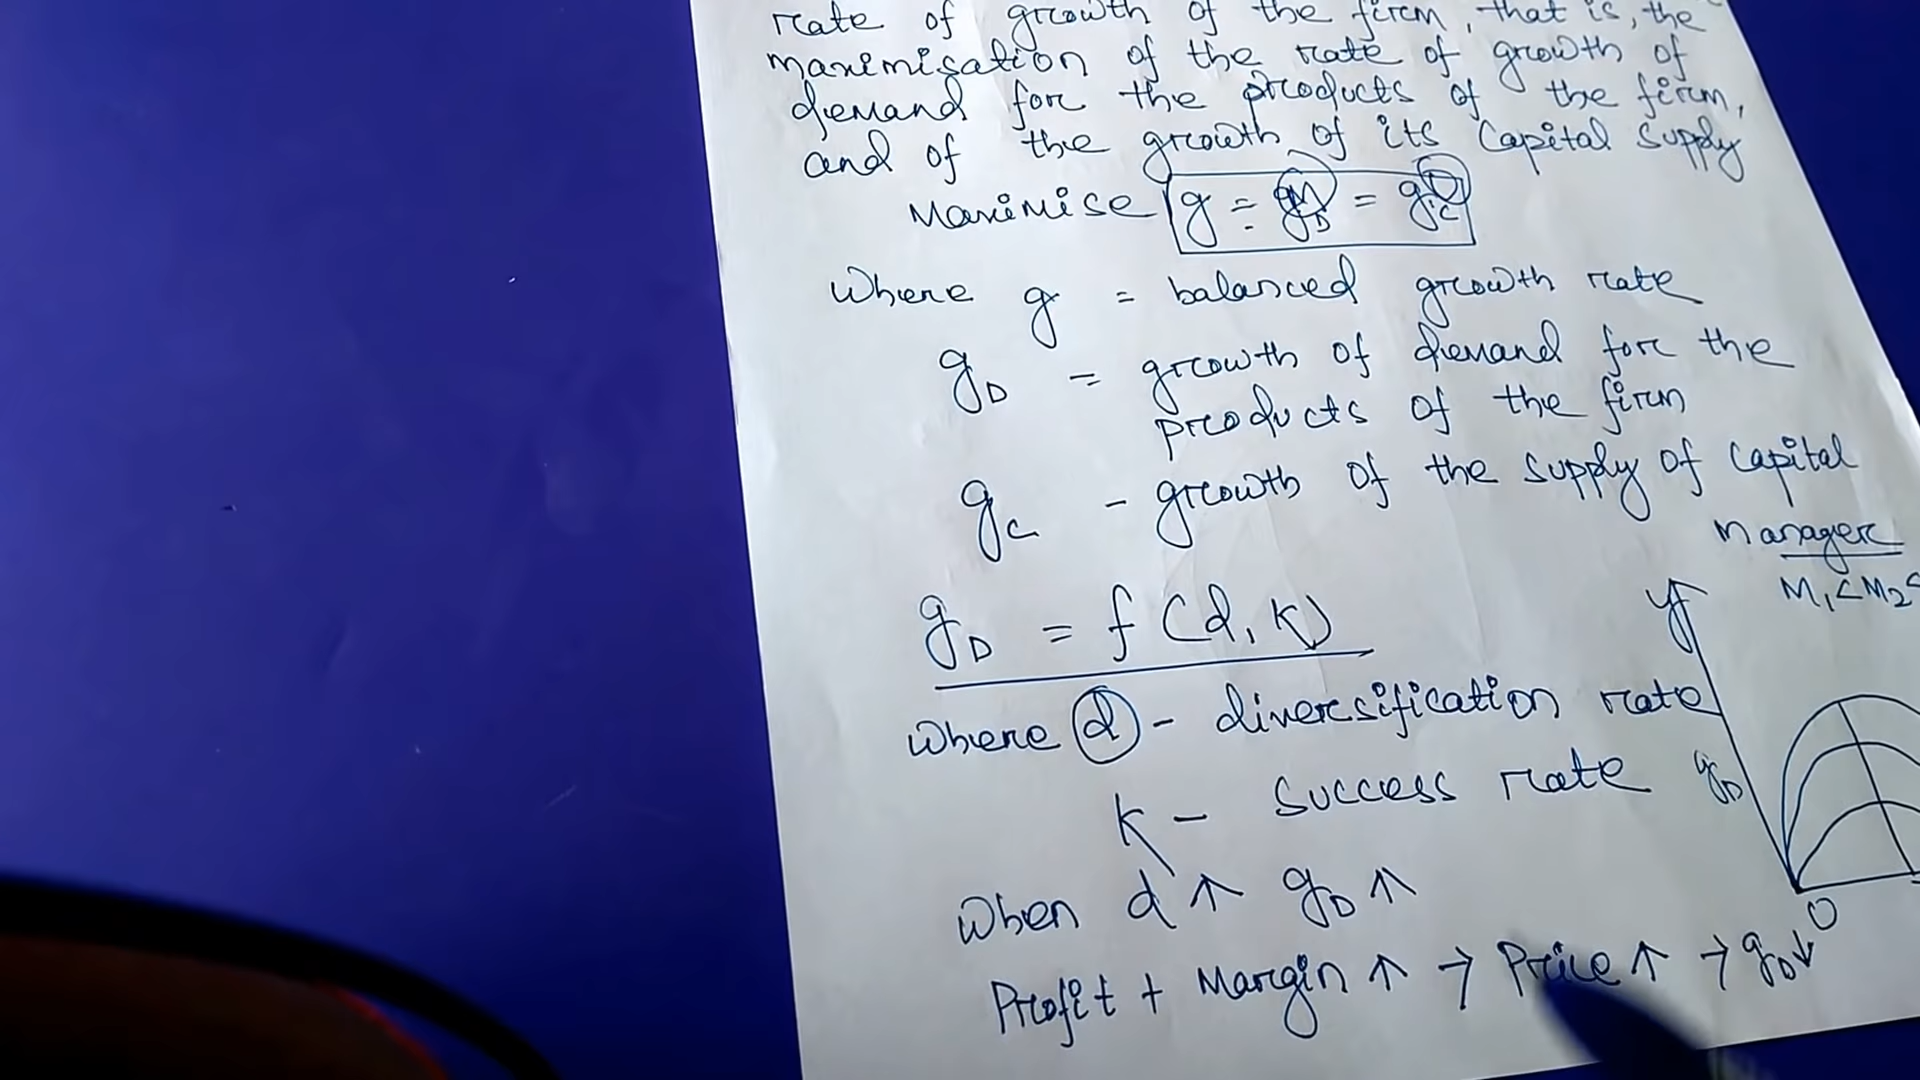 rate of growth of the firm, that is, the
maximisation of the rate of growth of
demand for the products of the firm,
and of the growth of its Capital Supply
Maximise g = gD = gC
Where g = balanced growth rate
gD = growth of demand for the
products of the firm
gC - growth of the supply of capital
Manager
M1 < M2 <
gD = f (d, K)
y
where d - diversification rate
K - success rate
gD
When d ↑ gD ↑
O
Profit + Margin ↑ → Price ↑ → gD ↓